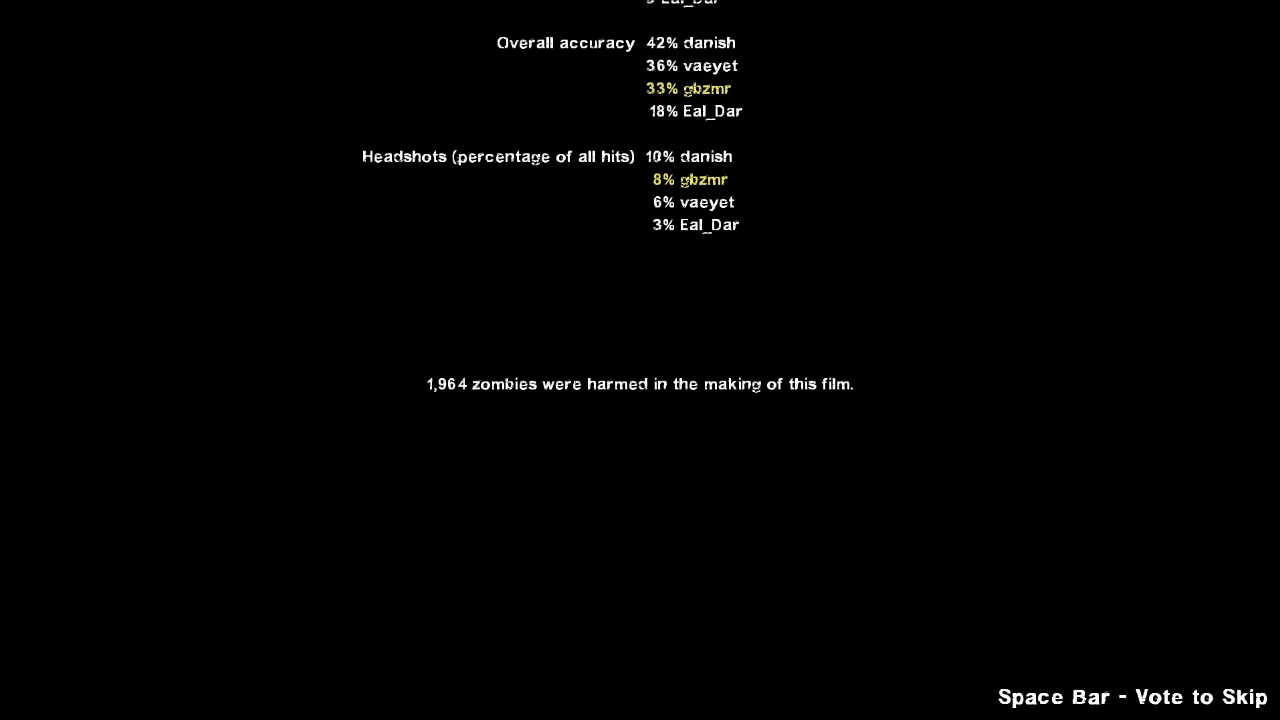 Overall accuracy 42% danish
36% vaeyet
33% gbzmr
18% Eal_Dar
Headshots (percentage of all hits) 10% danish
8% gbzmr
6% vaeyet
3% Eal_Dar
1,964 zombies were harmed in the making of this film.
Space Bar - Vote to Skip